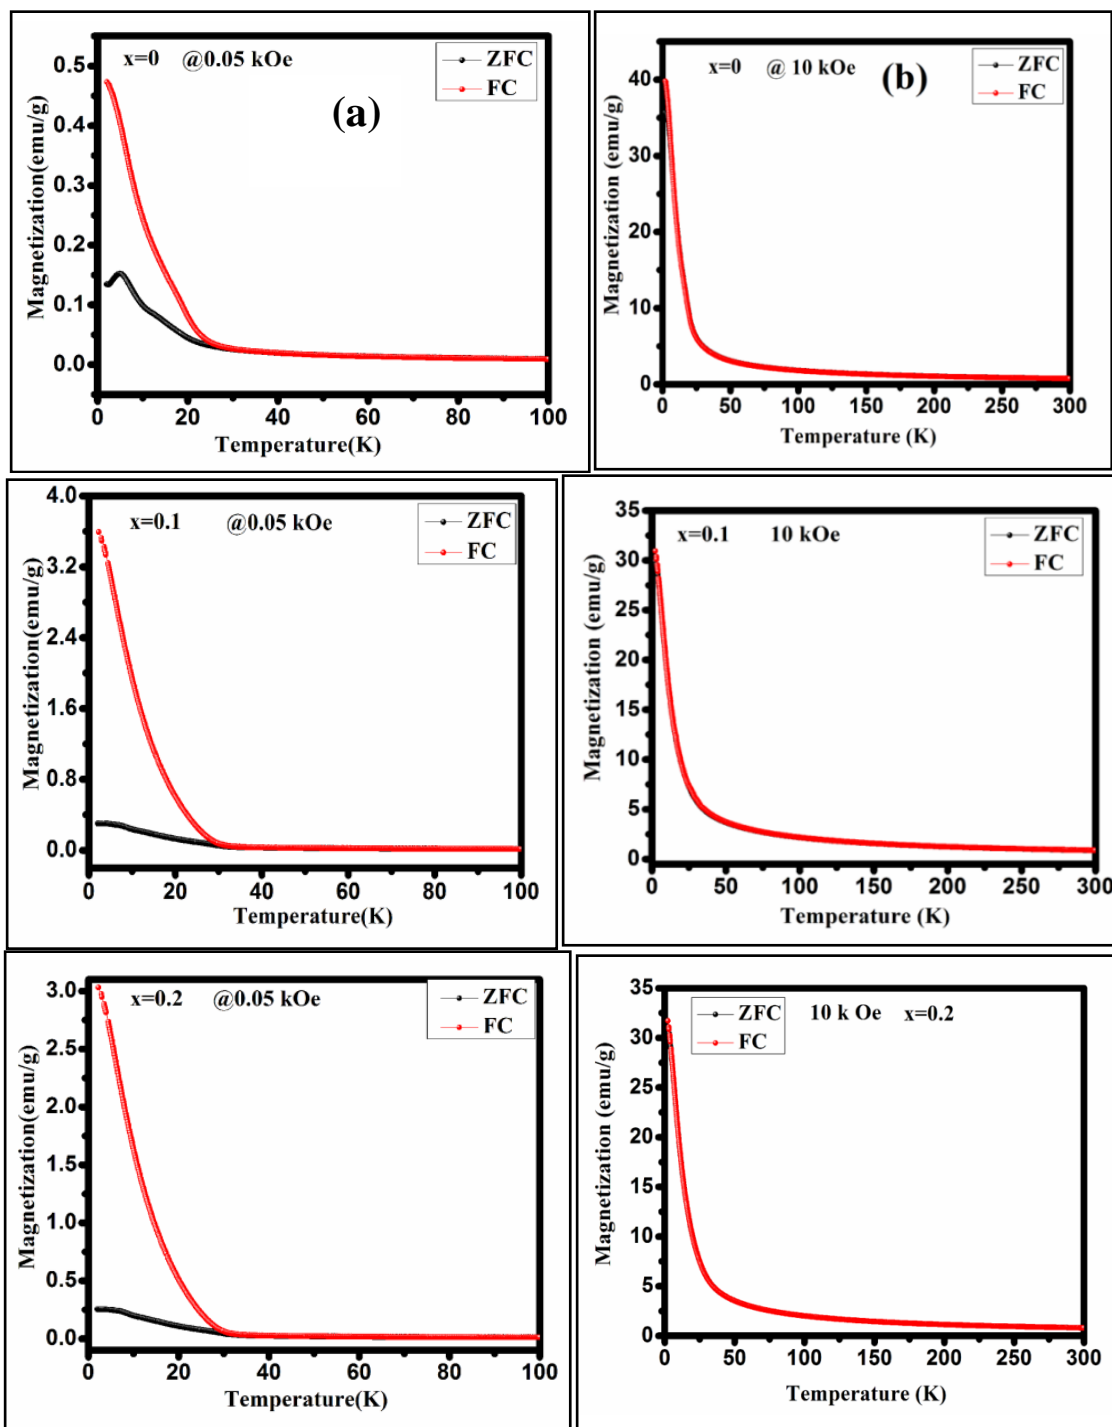 x=0 @0.05 kOe
ZFC
FC
(a)
0.5
0.4
0.3
0.2
0.1
0.0
Magnetization(emu/g)
0 20 40 60 80 100
Temperature(K)
x=0 @ 10 kOe
(b)
ZFC
FC
40
30
20
10
0
Magnetization (emu/g)
0 50 100 150 200 250 300
Temperature (K)
x=0.1 @0.05 kOe
ZFC
FC
4.0
3.2
2.4
1.6
0.8
0.0
Magnetization(emu/g)
0 20 40 60 80 100
Temperature(K)
x=0.1 10 kOe
ZFC
FC
35
30
25
20
15
10
5
0
Magnetization (emu/g)
0 50 100 150 200 250 300
Temperature (K)
x=0.2 @0.05 kOe
ZFC
FC
3.0
2.5
2.0
1.5
1.0
0.5
0.0
Magnetization(emu/g)
0 20 40 60 80 100
Temperature(K)
ZFC
FC
10 k Oe x=0.2
35
30
25
20
15
10
5
0
Magnetization (emu/g)
0 50 100 150 200 250 300
Temperature (K)